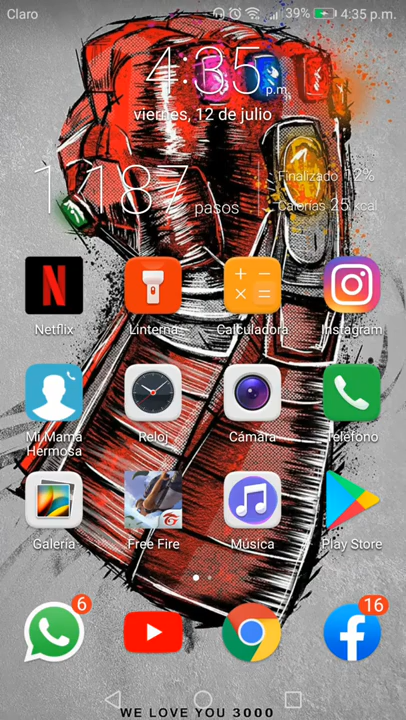 Claro 39% 4:35 p.m.
4:35 p.m.
viernes, 12 de julio
1 187 pasos
Finalizado 12%
Calorías 25 kcal
Netflix Linterna Calculadora Instagram
Mi Mamá Hermosa Reloj Cámara Teléfono
Galería Free Fire Música Play Store
6 16
WE LOVE YOU 3000